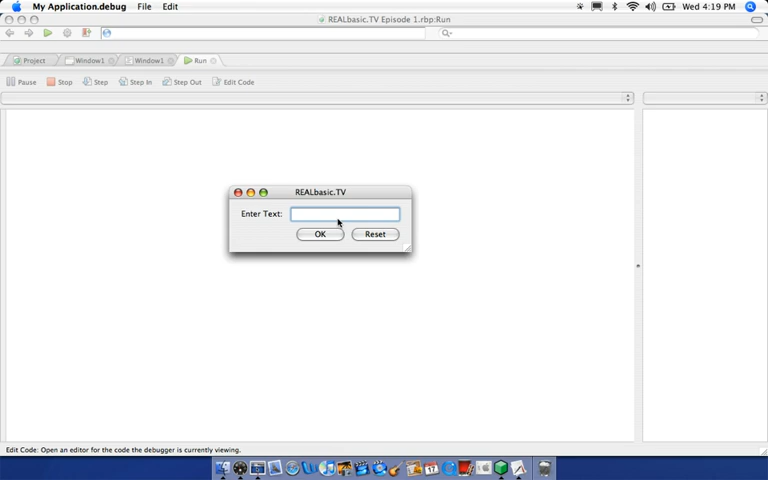 My Application.debug File Edit Wed 4:19 PM
REALbasic.TV Episode 1.rbp:Run
Project Window1 Window1 Run
Pause Stop Step Step In Step Out Edit Code
REALbasic.TV
Enter Text:
OK Reset
Edit Code: Open an editor for the code the debugger is currently viewing.
17